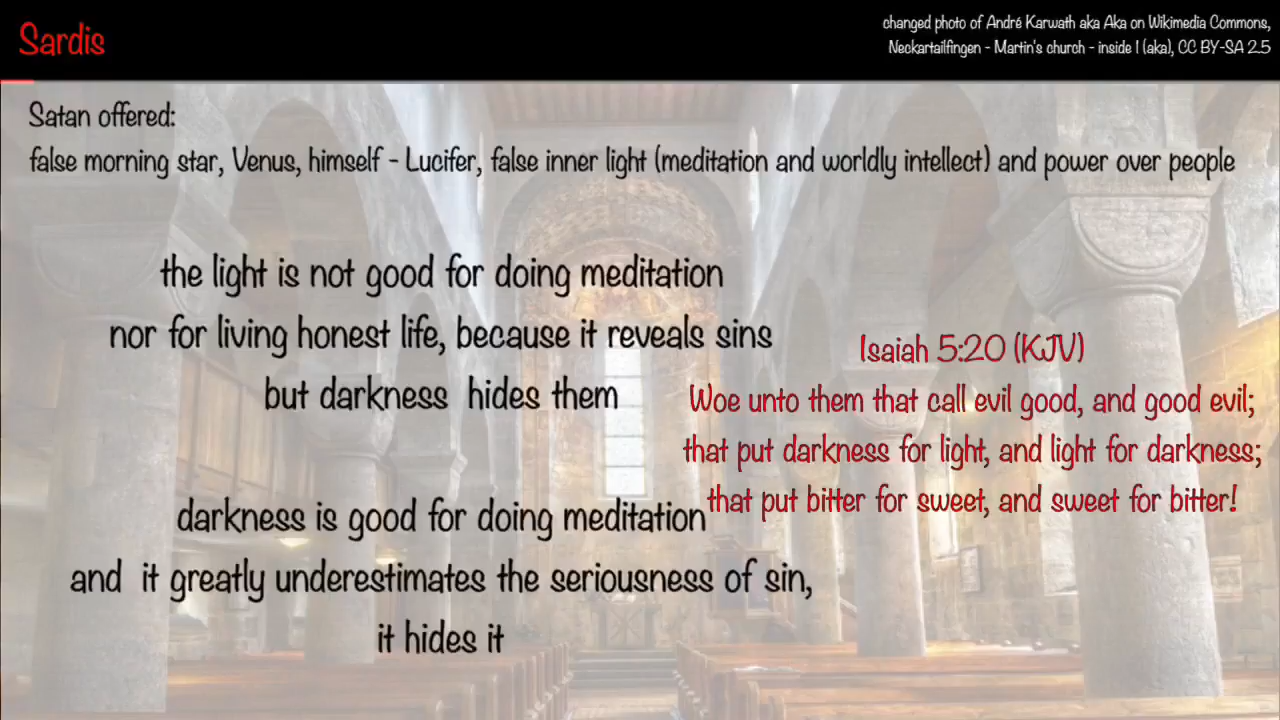 Sardis
changed photo of André Karwath aka Aka on Wikimedia Commons,
Neckartailfingen - Martin's church - inside 1 (aka), CC BY-SA 2.5
Satan offered:
false morning star, Venus, himself - Lucifer, false inner light (meditation and worldly intellect) and power over people
the light is not good for doing meditation
nor for living honest life, because it reveals sins
but darkness hides them
Isaiah 5:20 (KJV)
Woe unto them that call evil good, and good evil;
that put darkness for light, and light for darkness;
that put bitter for sweet, and sweet for bitter!
darkness is good for doing meditation
and it greatly underestimates the seriousness of sin,
it hides it